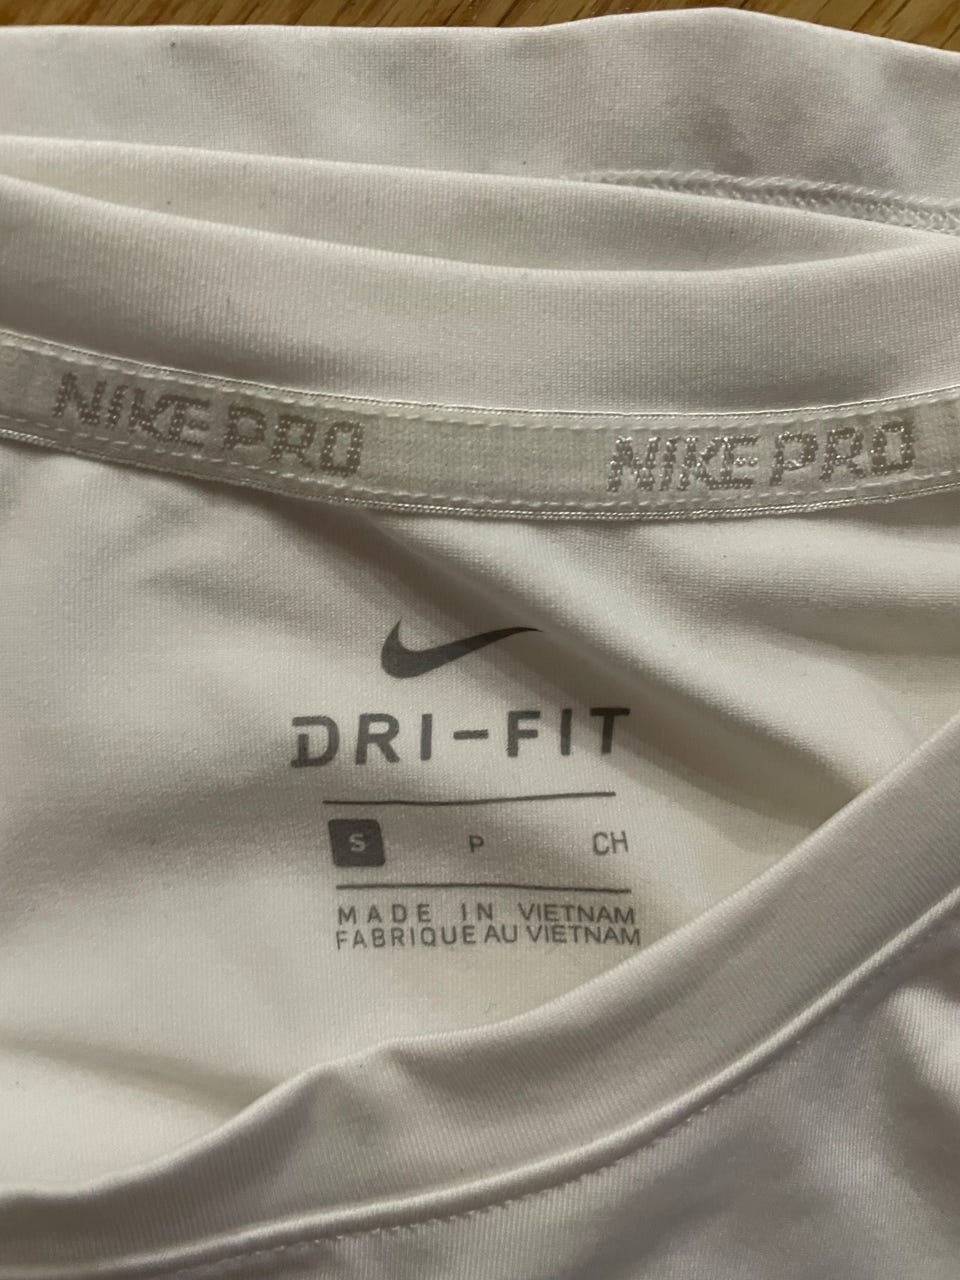 NIKE PRO NIKE PRO
DRI-FIT
S P CH
MADE IN VIETNAM
FABRIQUE AU VIETNAM